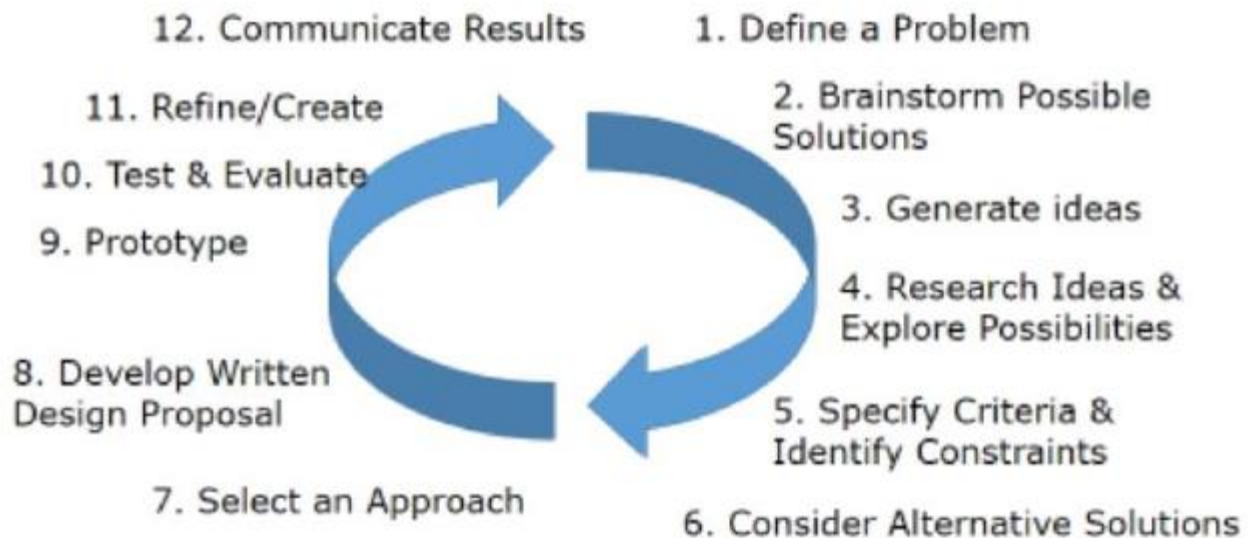 1. Define a Problem
2. Brainstorm Possible
Solutions
3. Generate ideas
4. Research Ideas &
Explore Possibilities
5. Specify Criteria &
Identify Constraints
6. Consider Alternative Solutions
7. Select an Approach
8. Develop Written
Design Proposal
9. Prototype
10. Test & Evaluate
11. Refine/Create
12. Communicate Results